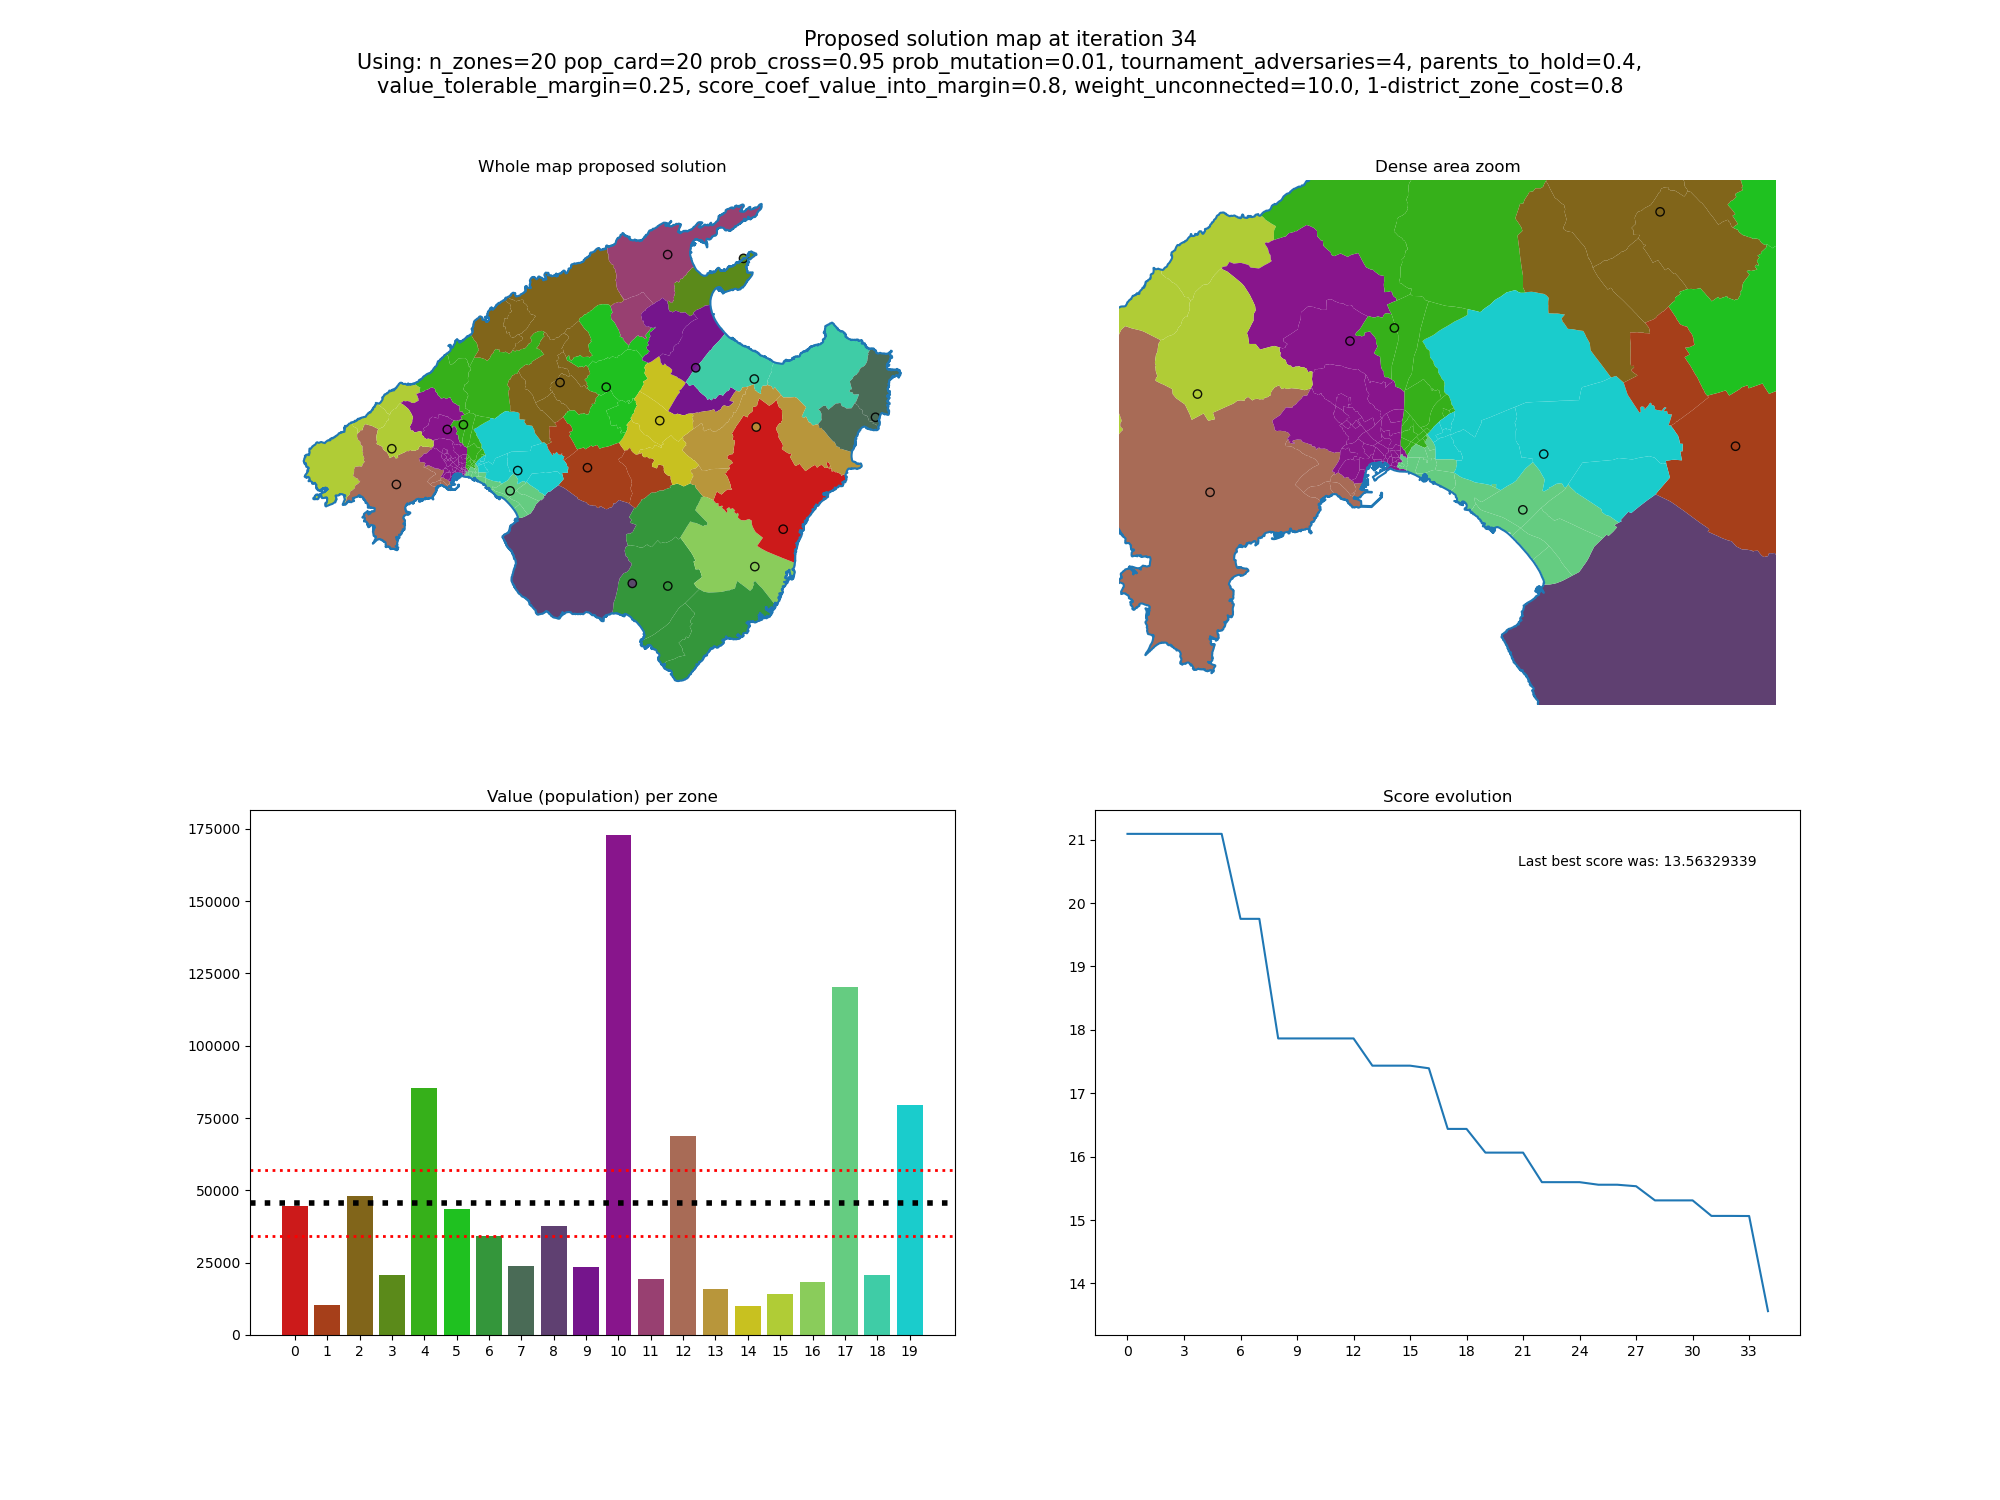 Proposed solution map at iteration 34
Using: n_zones=20 pop_card=20 prob_cross=0.95 prob_mutation=0.01, tournament_adversaries=4, parents_to_hold=0.4,
value_tolerable_margin=0.25, score_coef_value_into_margin=0.8, weight_unconnected=10.0, 1-district_zone_cost=0.8
Whole map proposed solution
Dense area zoom
Value (population) per zone
175000
150000
125000
100000
75000
50000
25000
0
0 1 2 3 4 5 6 7 8 9 10 11 12 13 14 15 16 17 18 19
Score evolution
Last best score was: 13.56329339
21
20
19
18
17
16
15
14
0 3 6 9 12 15 18 21 24 27 30 33